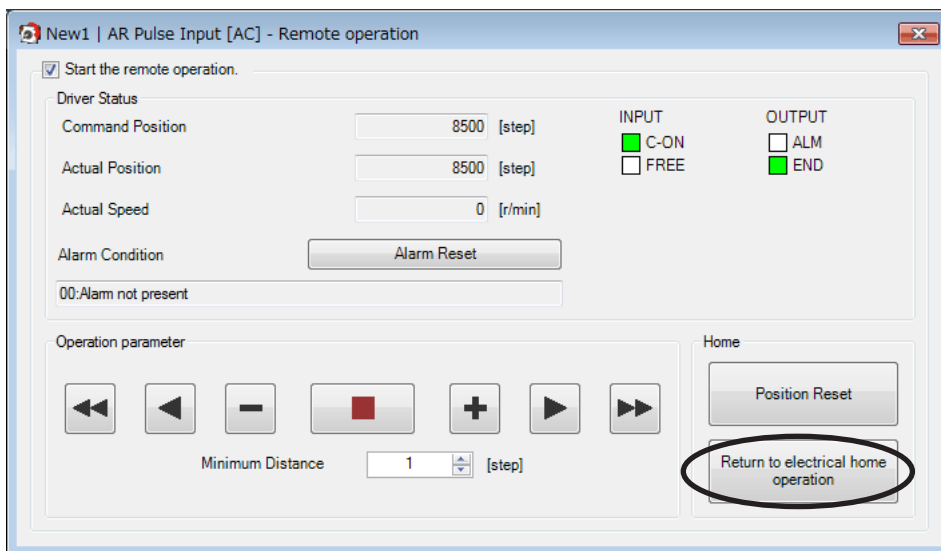 New1 | AR Pulse Input [AC] - Remote operation
Start the remote operation.
Driver Status
Command Position 8500 [step]
Actual Position 8500 [step]
Actual Speed 0 [r/min]
INPUT
C-ON
FREE
OUTPUT
ALM
END
Alarm Condition
Alarm Reset
00:Alarm not present
Operation parameter
Minimum Distance 1 [step]
Home
Position Reset
Return to electrical home
operation